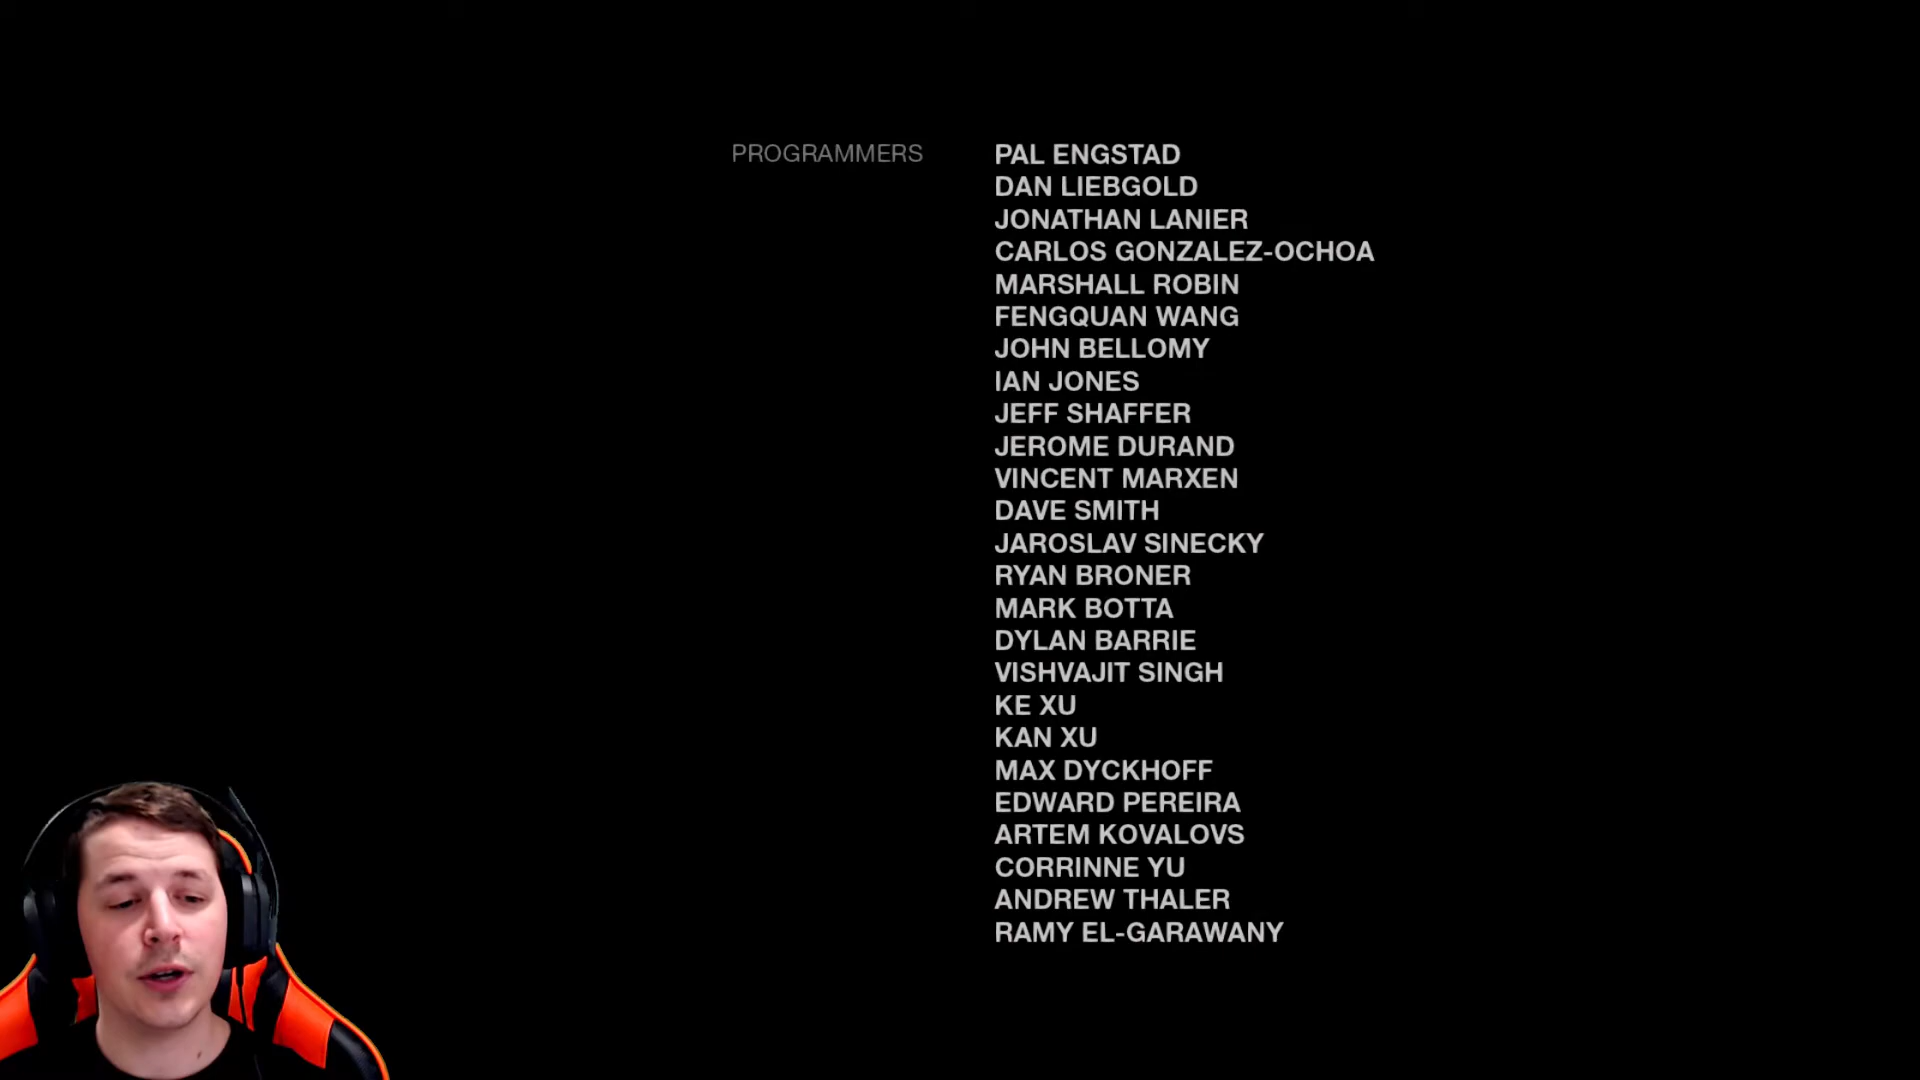 PROGRAMMERS
PAL ENGSTAD
DAN LIEBGOLD
JONATHAN LANIER
CARLOS GONZALEZ-OCHOA
MARSHALL ROBIN
FENGQUAN WANG
JOHN BELLOMY
IAN JONES
JEFF SHAFFER
JEROME DURAND
VINCENT MARXEN
DAVE SMITH
JAROSLAV SINECKY
RYAN BRONER
MARK BOTTA
DYLAN BARRIE
VISHVAJIT SINGH
KE XU
KAN XU
MAX DYCKHOFF
EDWARD PEREIRA
ARTEM KOVALOVS
CORRINNE YU
ANDREW THALER
RAMY EL-GARAWANY